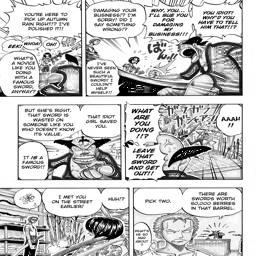 YOU IDIOT!
WHY'D YOU
HAVE TO TELL
HIM THAT!?
WHY, YOU...
I'LL SUE YOU
FOR
DAMAGING
MY
BUSINESS!!!
DAMAGING YOUR
BUSINESS!? I'M
SORRY! DID I
SAY SOMETHING
WRONG!?
I'VE
NEVER SEEN
SUCH A
BEAUTIFUL
SWORD! I
HELP
MYSELF!
YOU'RE HERE TO
PICK UP AUTUMN
RAIN RIGHT!? I'VE
POLISHED IT!
EEK!
WHOA!
OH!
WHAT'S A
NOVICE LIKE
YOU DOING
WITH A
FAMOUS
SWORD,
ANYWAY!?
AAAH!
WHAT
ARE YOU
DOING
!?
LEAVE
THAT
SWORD
AND GET
OUT!!
THAT
IDIOT
GIRL SAVED
YOU.
BUT SHE'S RIGHT.
THAT SWORD IS
WASTED ON
SOMEONE LIKE YOU
WHO DOESN'T KNOW
ITS VALUE.
IT IS A
FAMOUS
SWORD!!
THERE ARE
SWORDS WORTH
50,000 BERRIES
IN THAT BARREL.
PICK TWO.
HUH!?
I MET YOU
ON THE
STREET
EARLIER!